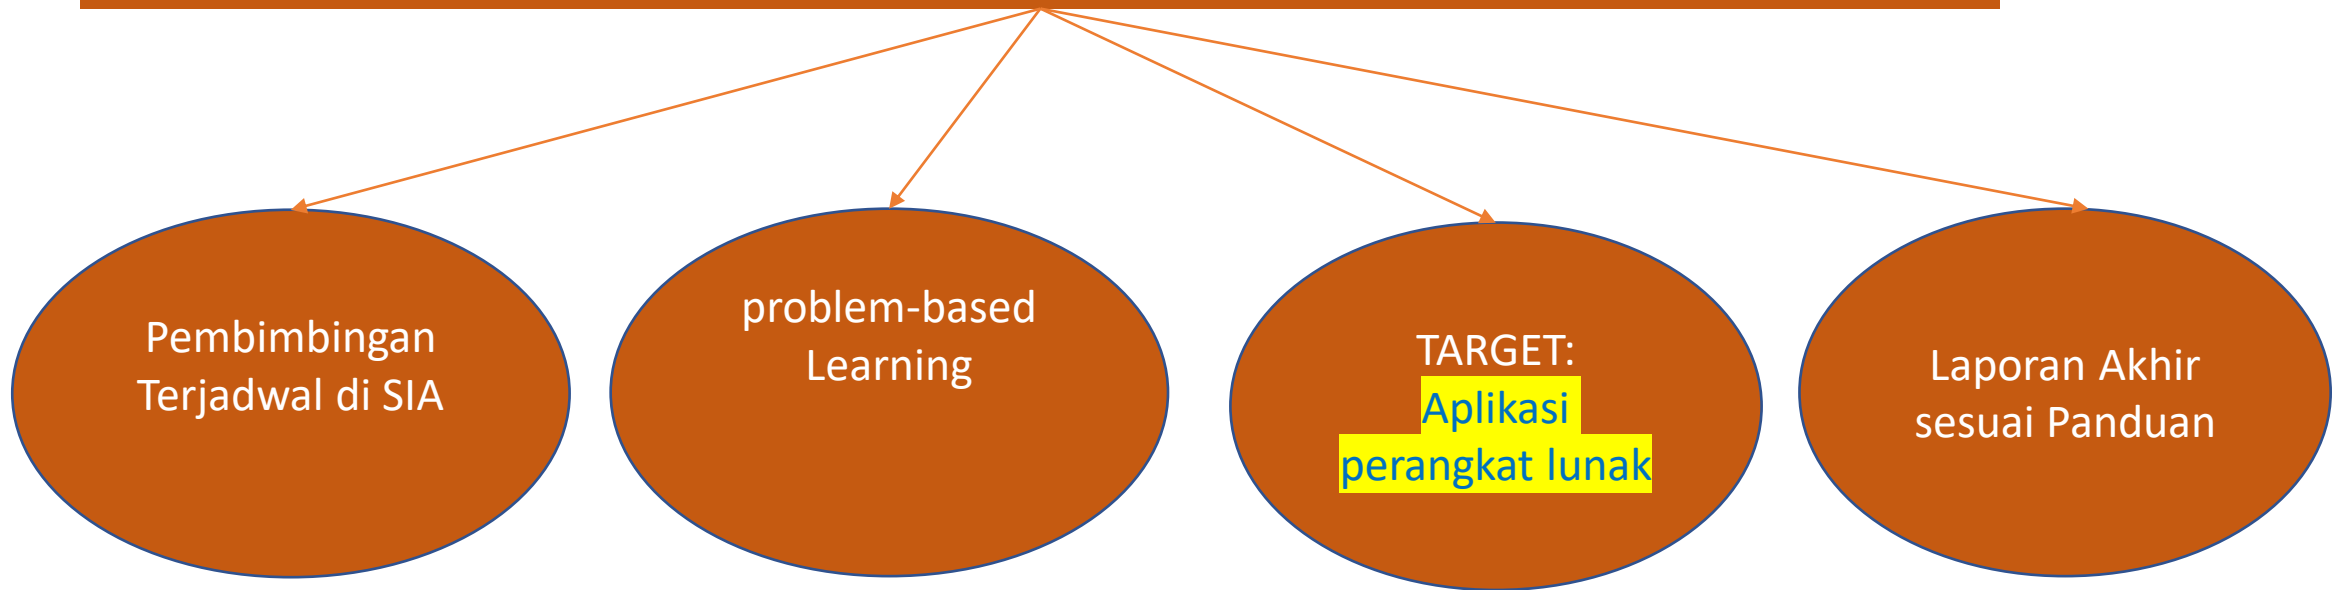 Pembimbingan
Terjadwal di SIA
problem-based
Learning
TARGET:
Aplikasi
perangkat lunak
Laporan Akhir
sesuai Panduan